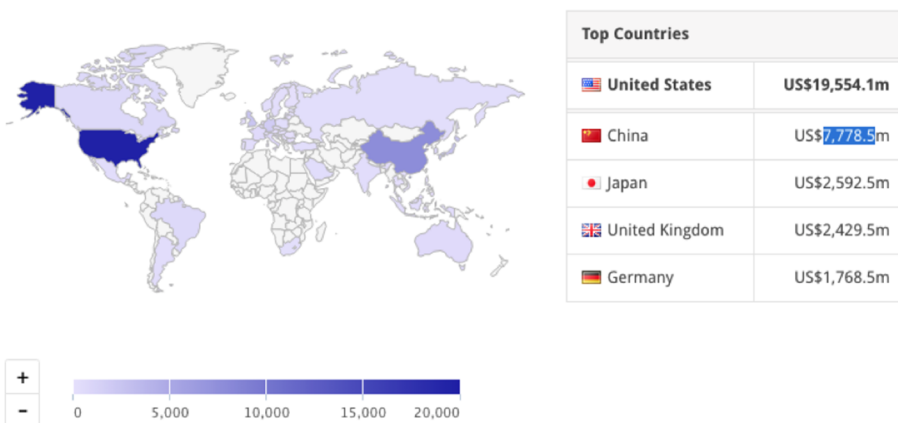 Top Countries
United States US$19,554.1m
China US$7,778.5m
Japan US$2,592.5m
United Kingdom US$2,429.5m
Germany US$1,768.5m
+
-
0 5,000 10,000 15,000 20,000